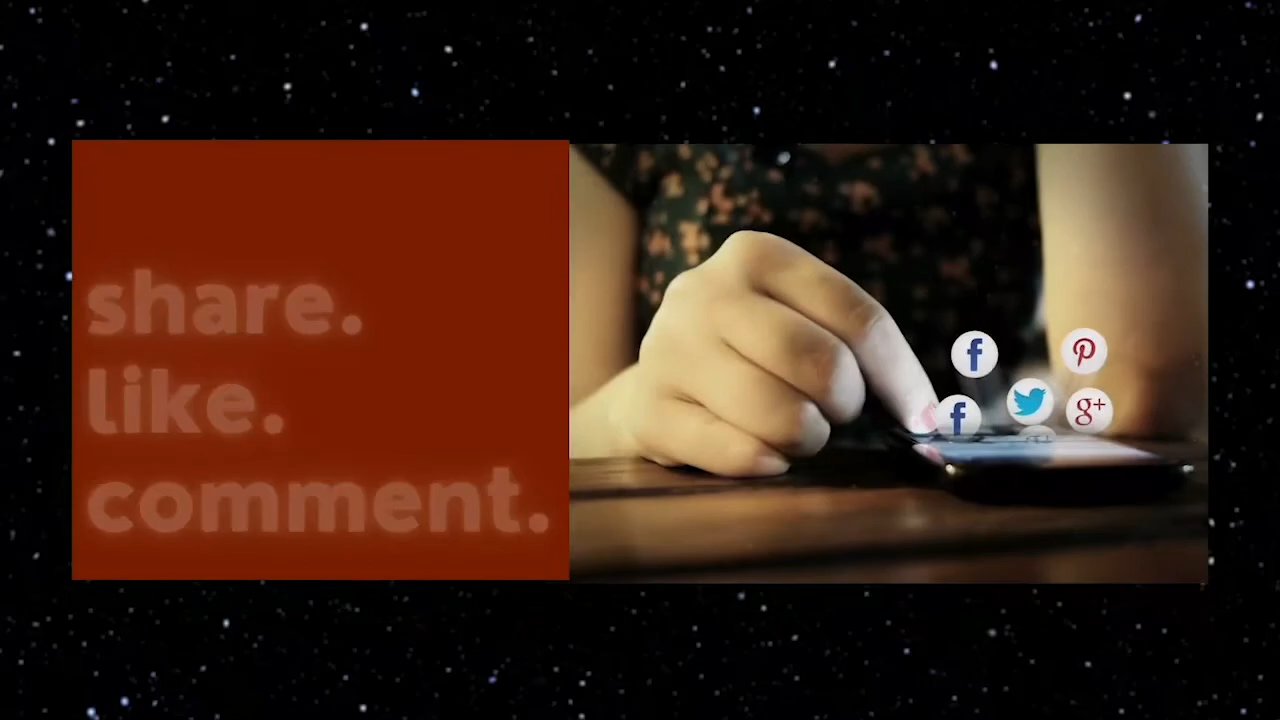 share.
like.
comment.
f
f
g+